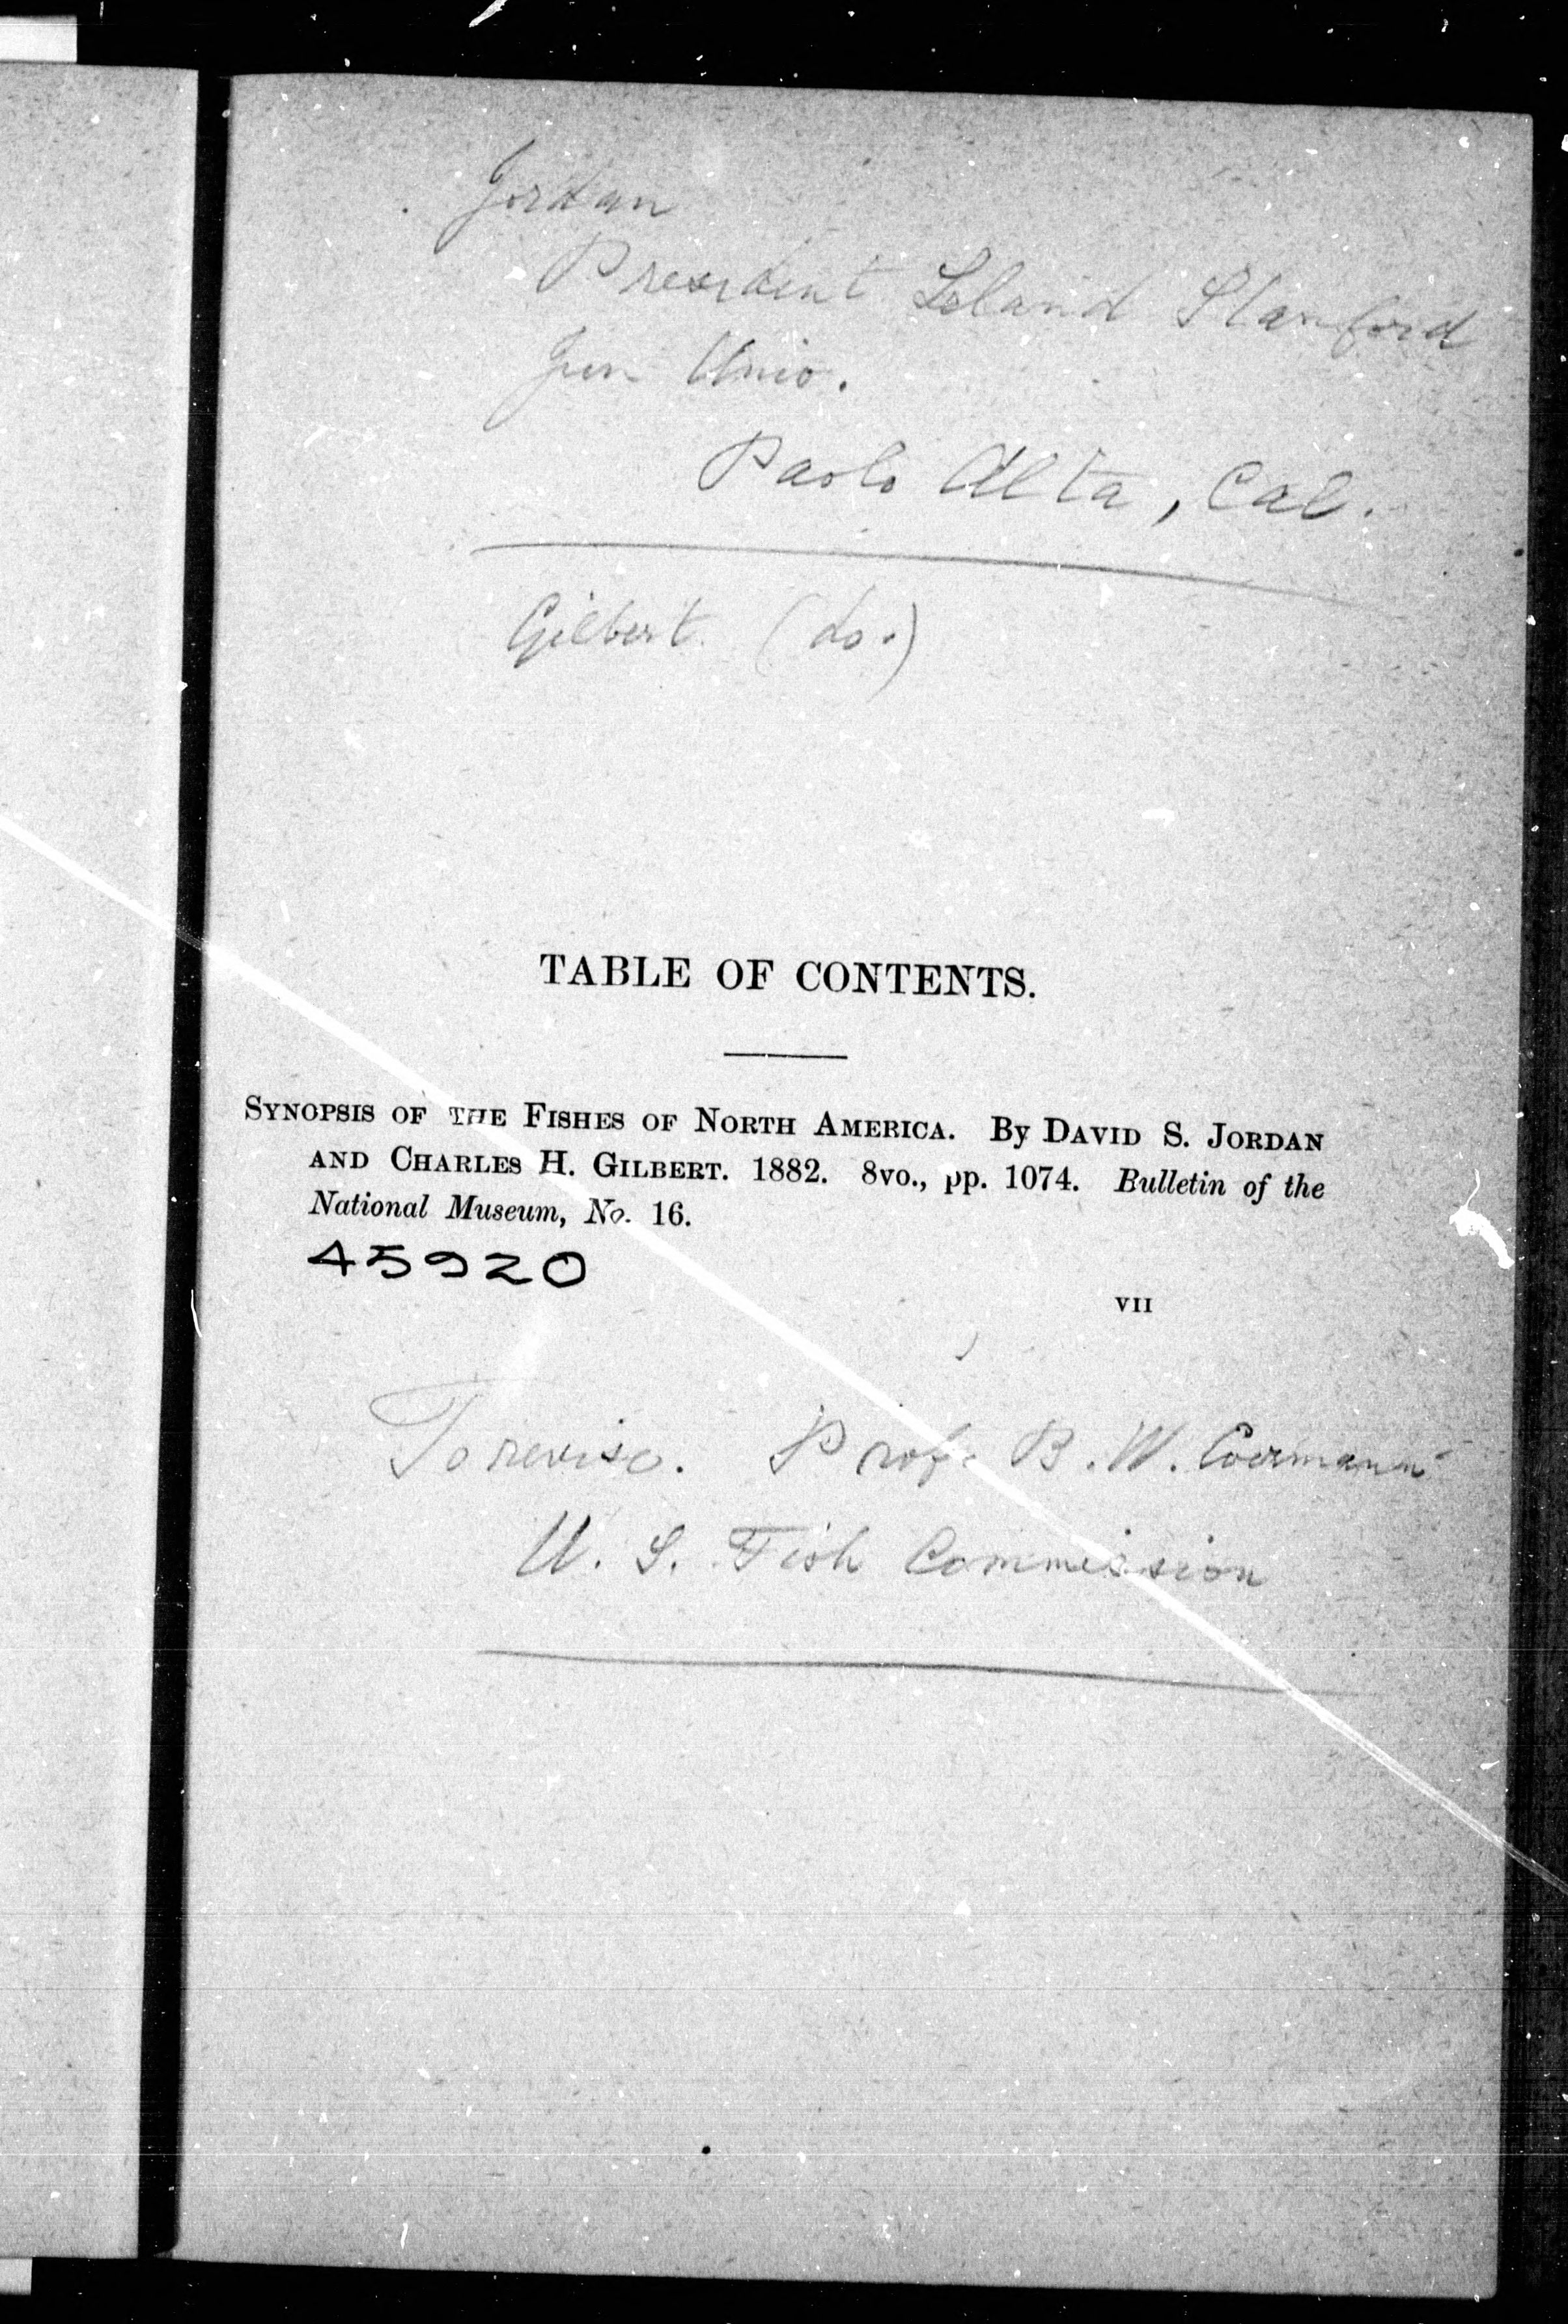 Jordan
President Leland Stanford
Jun Univ.
Paolo Alta, Cal.
Gilbert (do.)
TABLE OF CONTENTS.
SYNOPSIS OF THE FISHES OF NORTH AMERICA. By DAVID S. JORDAN
AND CHARLES H. GILBERT. 1882. 8vo., pp. 1074. Bulletin of the
National Museum, No. 16.
45920
VII
To revise. Prof. B. W.
U. S. Fish Commission